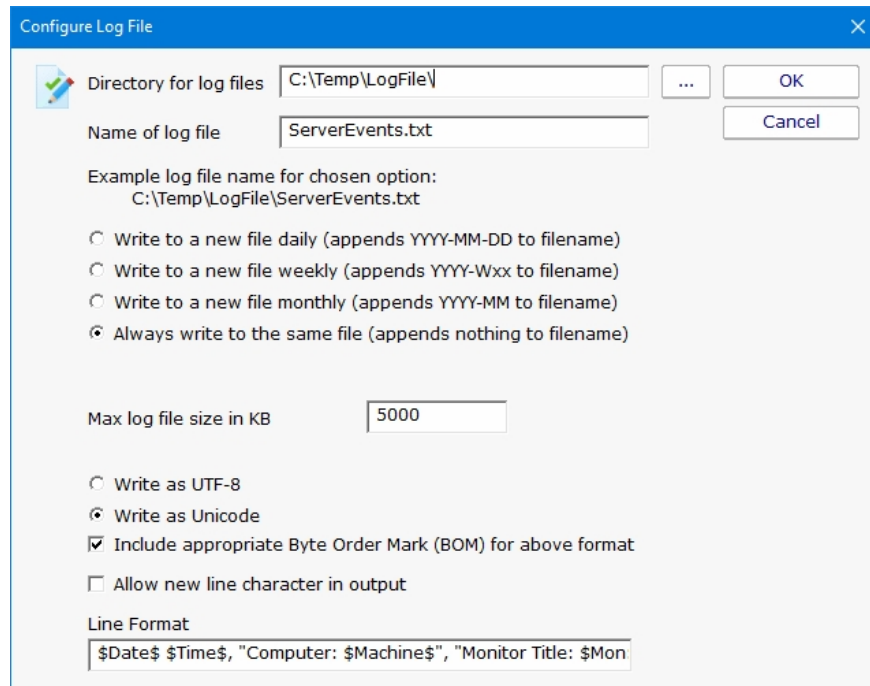 Configure Log File
Directory for log files C:\Temp\LogFile\ ... OK
Name of log file ServerEvents.txt Cancel
Example log file name for chosen option:
C:\Temp\LogFile\ServerEvents.txt
Write to a new file daily (appends YYYY-MM-DD to filename)
Write to a new file weekly (appends YYYY-Wxx to filename)
Write to a new file monthly (appends YYYY-MM to filename)
Always write to the same file (appends nothing to filename)
Max log file size in KB 5000
Write as UTF-8
Write as Unicode
Include appropriate Byte Order Mark (BOM) for above format
Allow new line character in output
Line Format
$Date$ $Time$, "Computer: $Machine$", "Monitor Title: $Mon